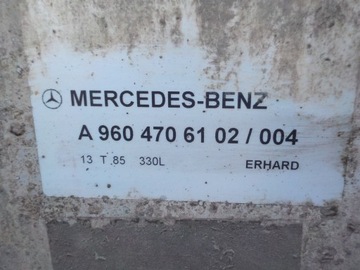 MERCEDES-BENZ
A 960 470 61 02 / 004
13 T 85 330L ERHARD